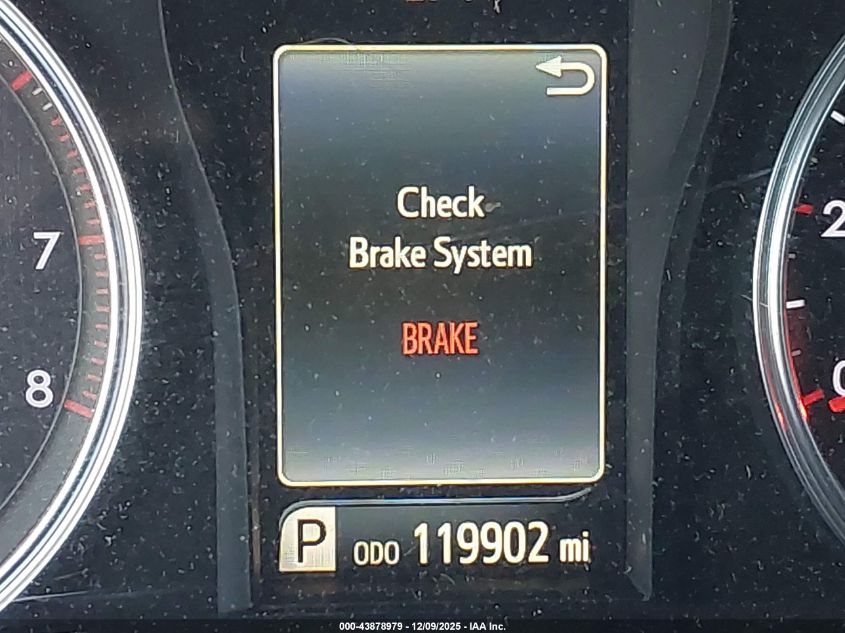 Check
Brake System
BRAKE
7
8
2
0
P ODO 119902 mi
000-43878979 - 12/09/2025 - IAA Inc.